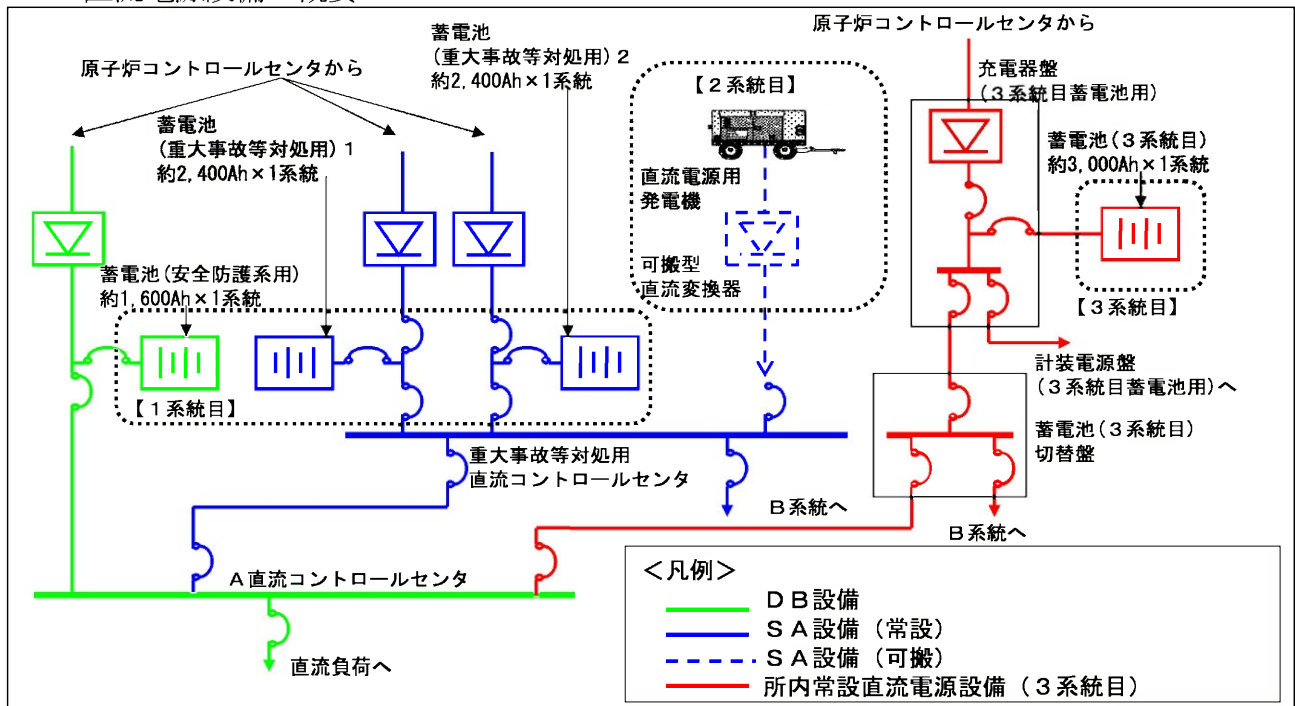 原子炉コントロールセンタから
蓄電池
(重大事故等対処用)２
約2,400Ah×1系統
蓄電池
(重大事故等対処用)１
約2,400Ah×1系統
蓄電池(安全防護系用)
約1,600Ah×1系統
【１系統目】
【２系統目】
直流電源用
発電機
可搬型
直流変換器
原子炉コントロールセンタから
充電器盤
(３系統目蓄電池用)
蓄電池(３系統目)
約3,000Ah×1系統
【３系統目】
計装電源盤
(３系統目蓄電池用)へ
蓄電池(３系統目)
切替盤
重大事故等対処用
直流コントロールセンタ
Ｂ系統へ
Ｂ系統へ
Ａ直流コントロールセンタ
直流負荷へ
＜凡例＞
ＤＢ設備
ＳＡ設備（常設）
ＳＡ設備（可搬）
所内常設直流電源設備（３系統目）